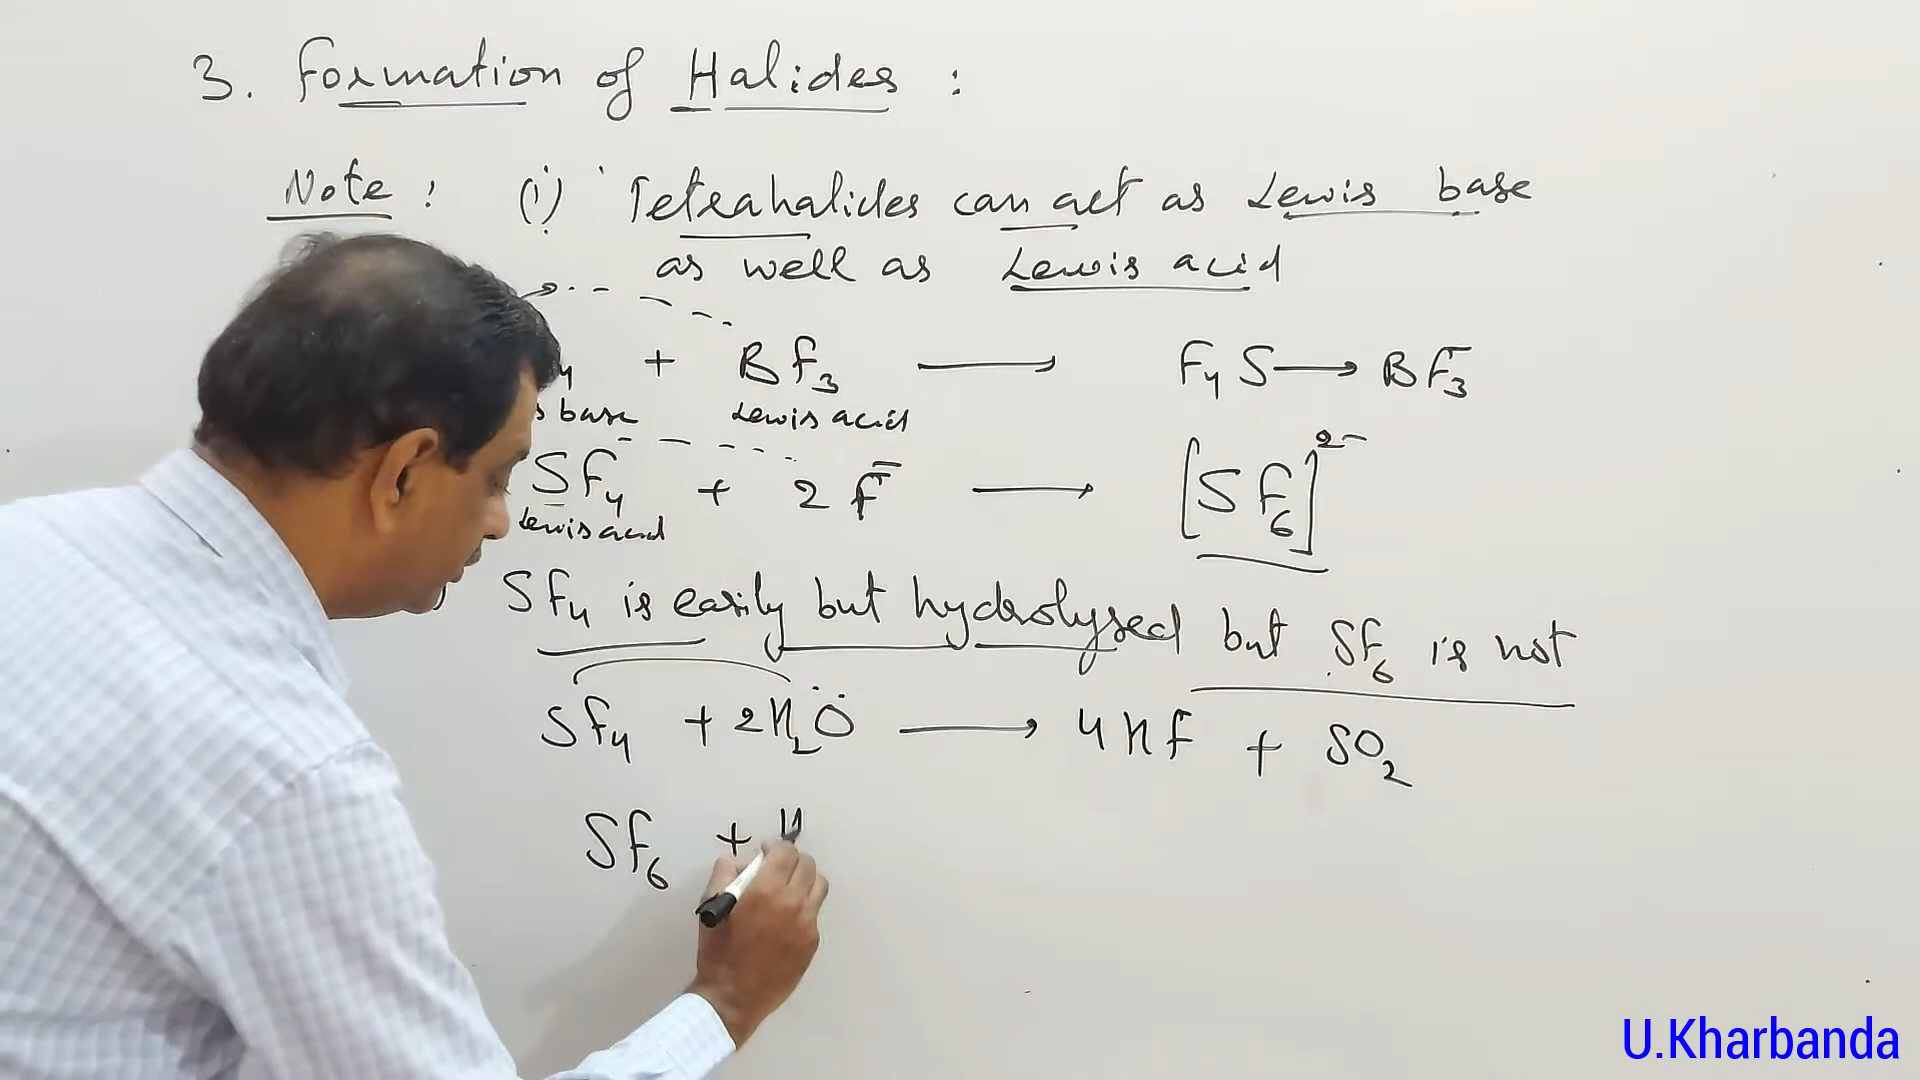 3. Formation of Halides :
Note : (i) Tetrahalides can act as Lewis base
as well as Lewis acid
4 + BF3 ⟶ F4S⟶BF3
s base Lewis acid
SF4 + 2F⁻ ⟶ [SF6]²⁻
Lewis acid
SF4 is easily but hydrolysed but SF6 is not
SF4 + 2H2O ⟶ 4HF + SO2
SF6 + H
U.Kharbanda